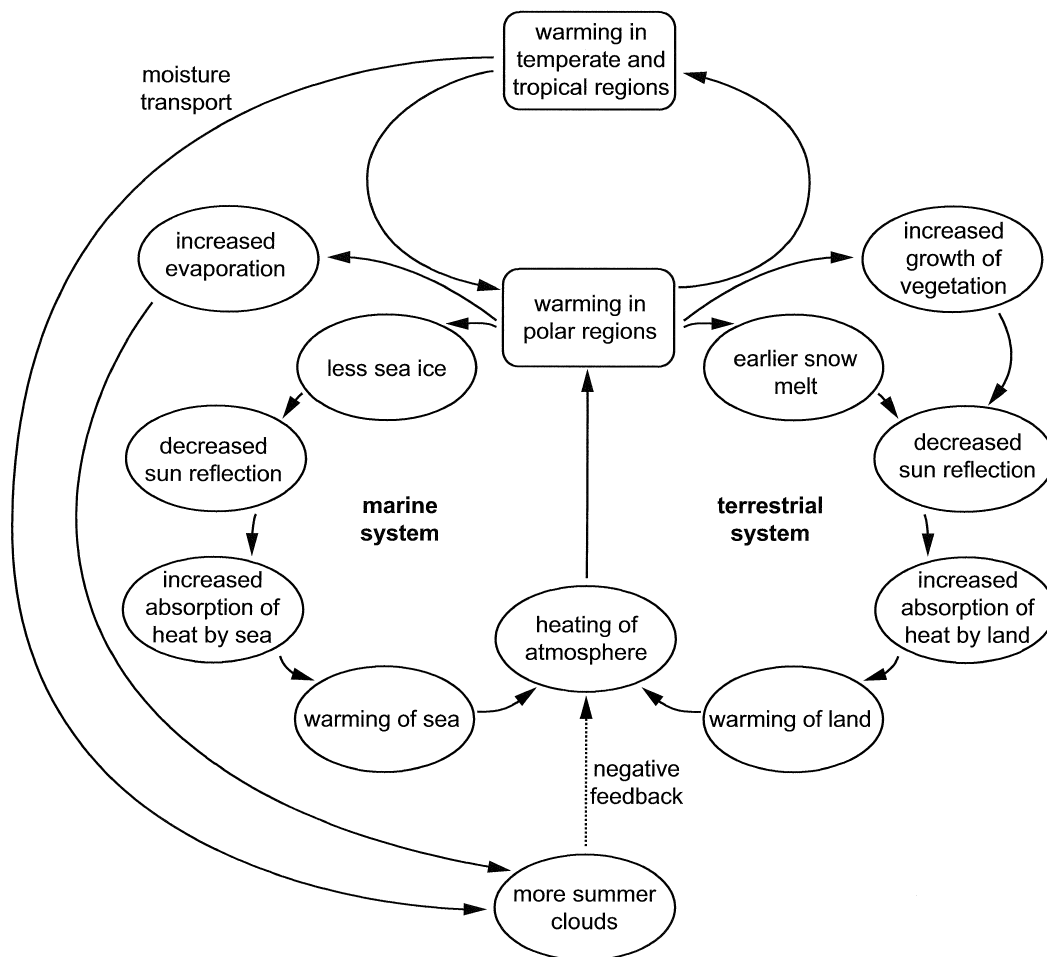 warming in
temperate and
tropical regions
moisture
transport
increased
evaporation
increased
growth of
vegetation
warming in
polar regions
less sea ice
earlier snow
melt
decreased
sun reflection
decreased
sun reflection
marine
system
terrestrial
system
increased
absorption of
heat by sea
heating of
atmosphere
increased
absorption of
heat by land
warming of sea
warming of land
negative
feedback
more summer
clouds